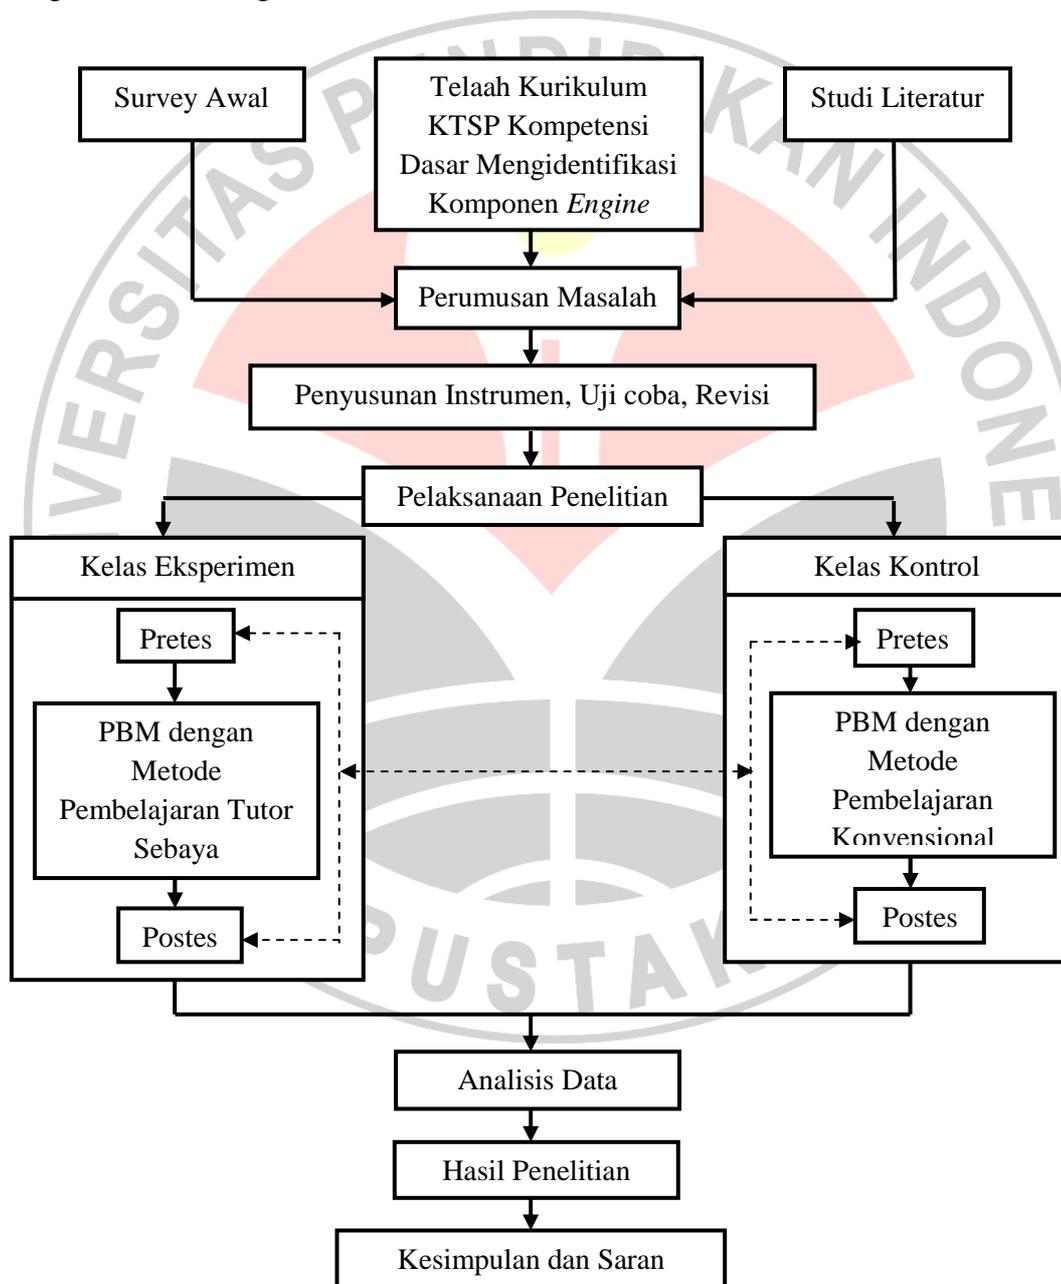 Survey Awal
Telaah Kurikulum
KTSP Kompetensi
Dasar Mengidentifikasi
Komponen Engine
Studi Literatur
Perumusan Masalah
Penyusunan Instrumen, Uji coba, Revisi
Pelaksanaan Penelitian
Kelas Eksperimen
Pretes
PBM dengan
Metode
Pembelajaran Tutor
Sebaya
Postes
Kelas Kontrol
Pretes
PBM dengan
Metode
Pembelajaran
Konvensional
Postes
Analisis Data
Hasil Penelitian
Kesimpulan dan Saran